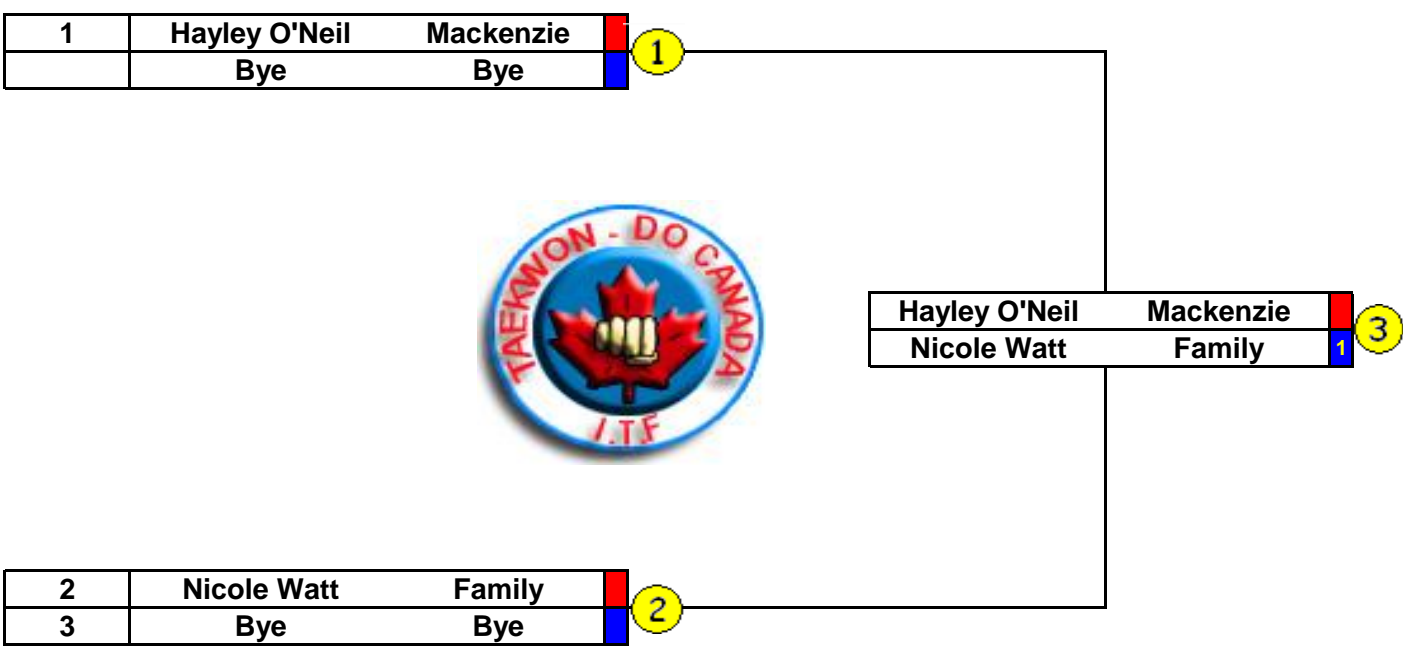 1 Hayley O'Neil Mackenzie
1
Bye Bye
TAEKWON - DO CANADA
I.T.F
Hayley O'Neil Mackenzie
3
Nicole Watt Family 1
2 Nicole Watt Family
2
3 Bye Bye